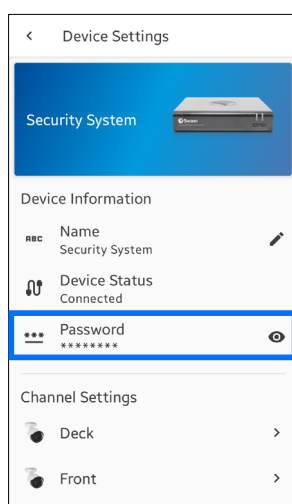 Device Settings
Security System
Swann
Device Information
ABC
Name
Security System
Device Status
Connected
Password
********
Channel Settings
Deck
Front